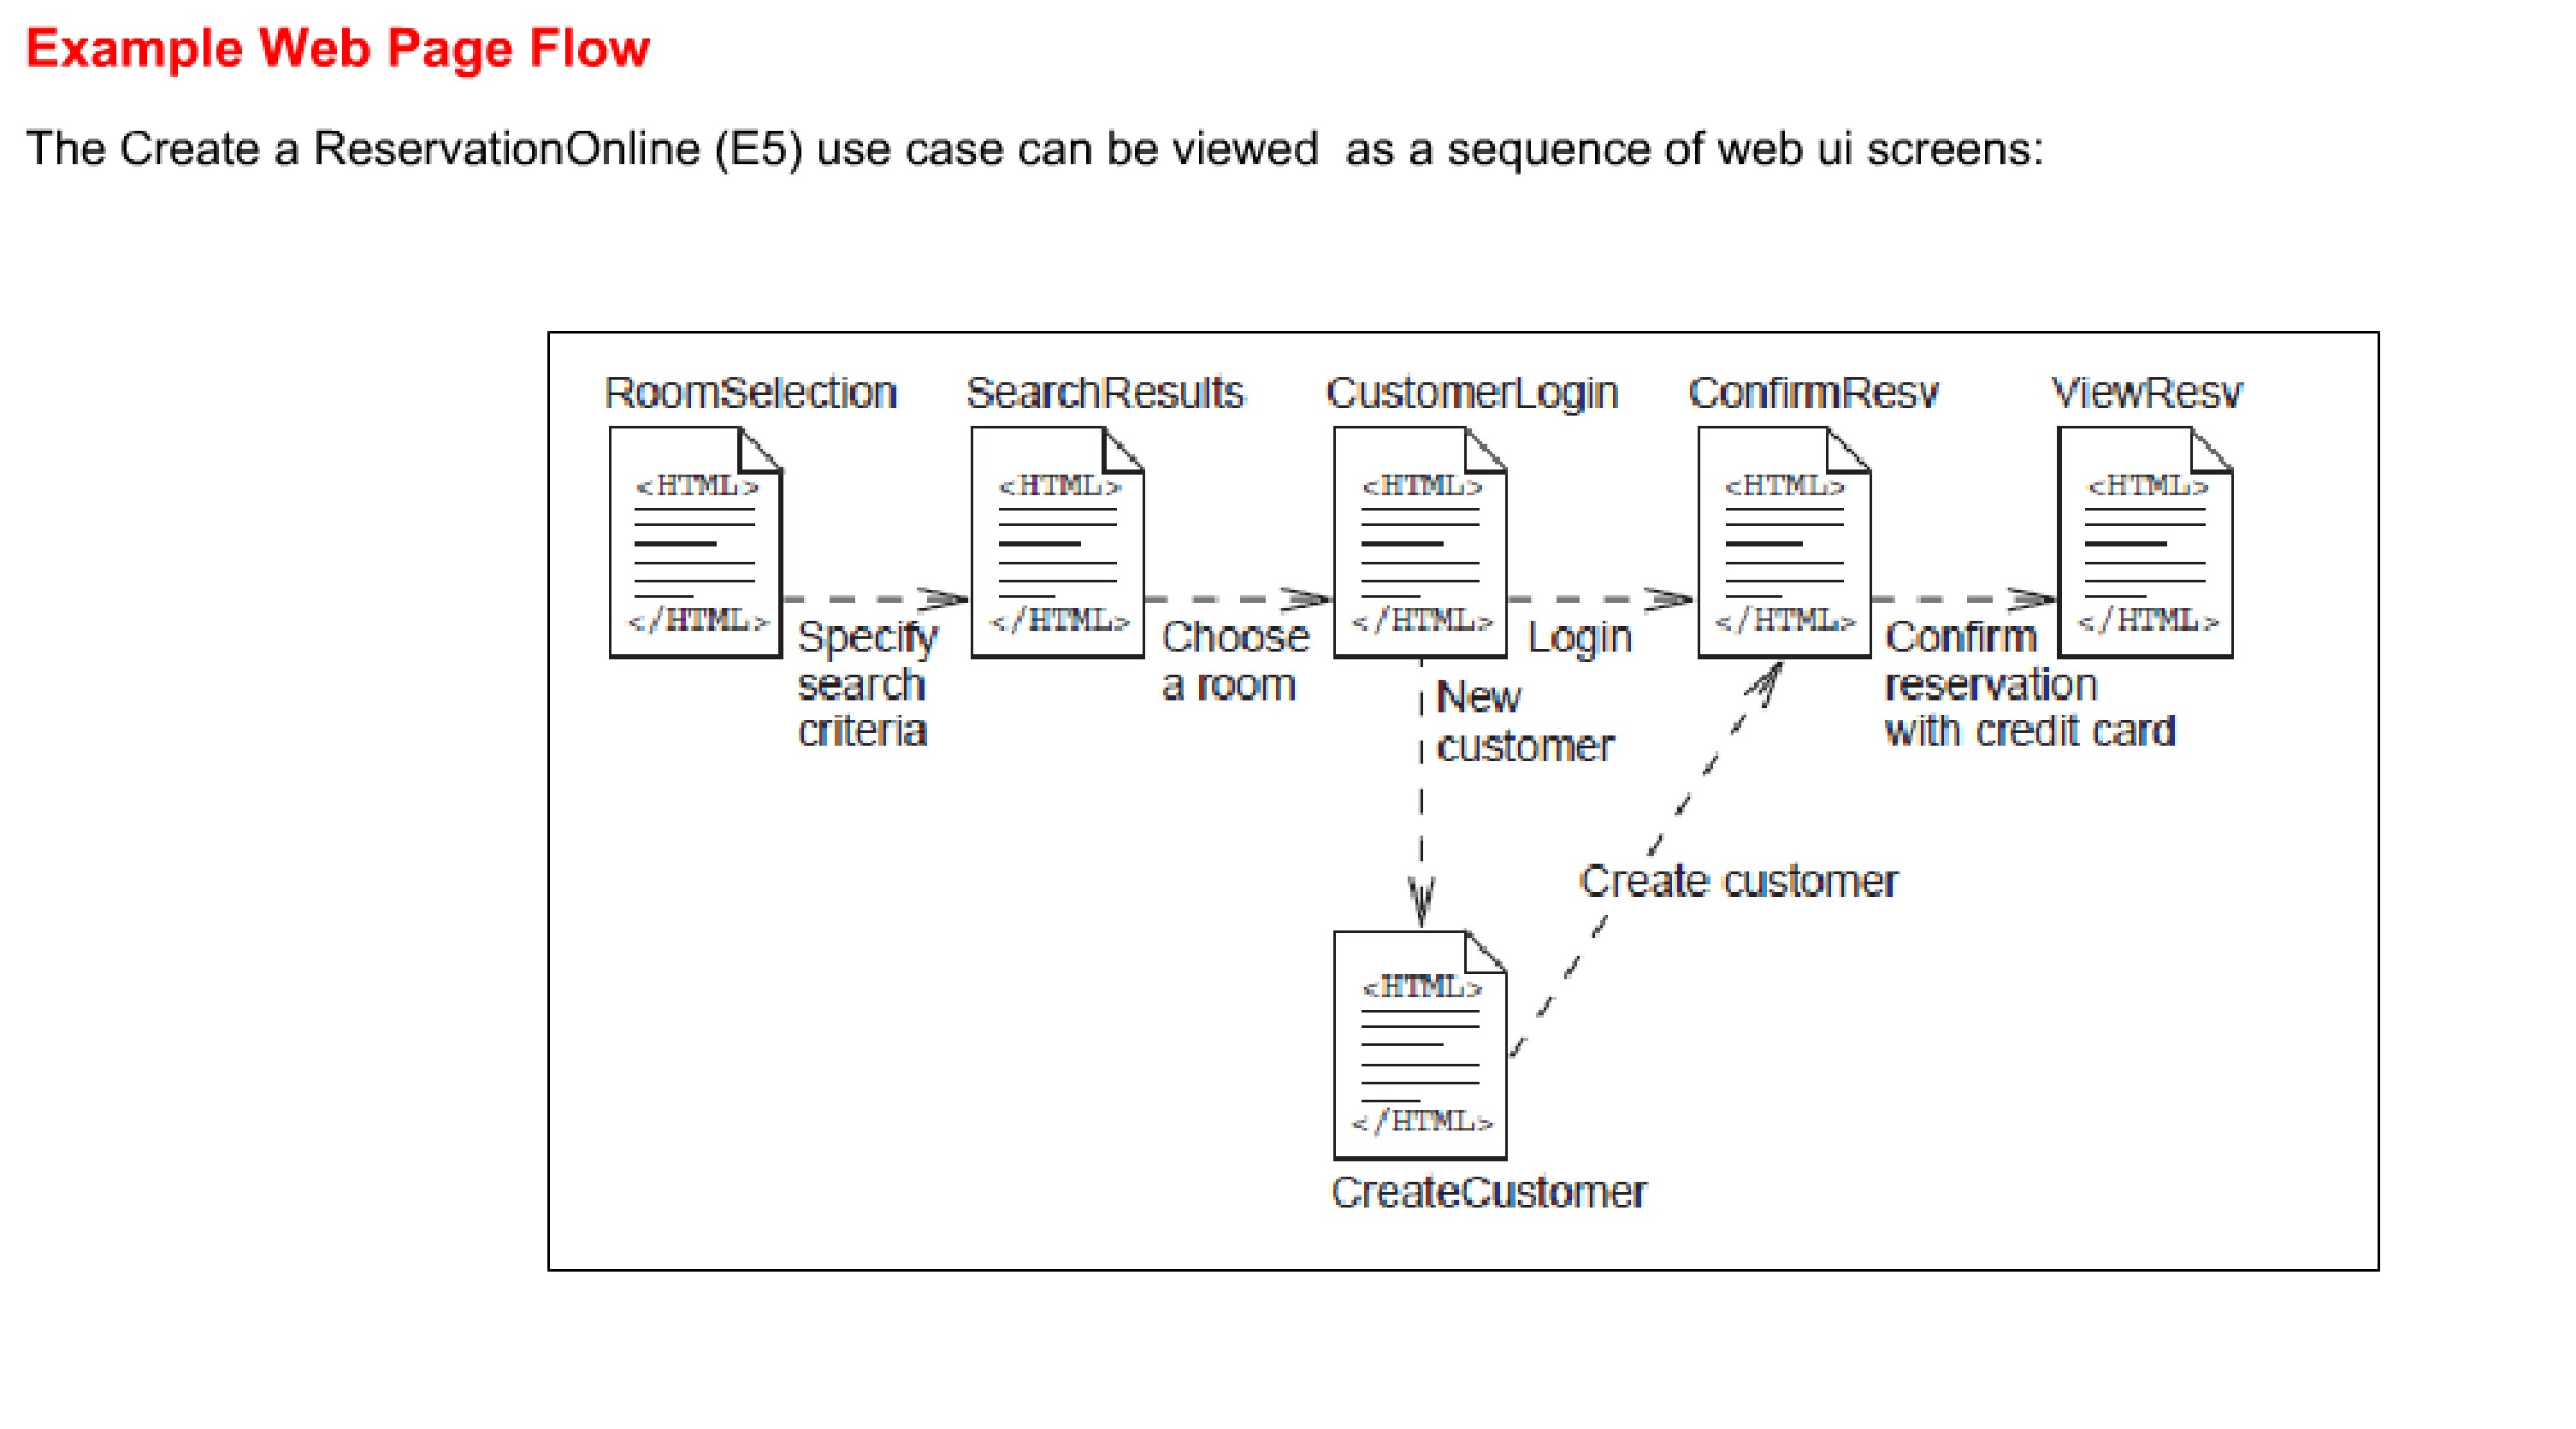 Example Web Page Flow
The Create a ReservationOnline (E5) use case can be viewed as a sequence of web ui screens:
RoomSelection
SearchResults
CustomerLogin
ConfirmResv
ViewResv
<HTML>
</HTML>
<HTML>
</HTML>
<HTML>
</HTML>
<HTML>
</HTML>
<HTML>
</HTML>
Specify
search
criteria
Choose
a room
Login
Confirm
reservation
with credit card
New
customer
Create customer
<HTML>
</HTML>
CreateCustomer